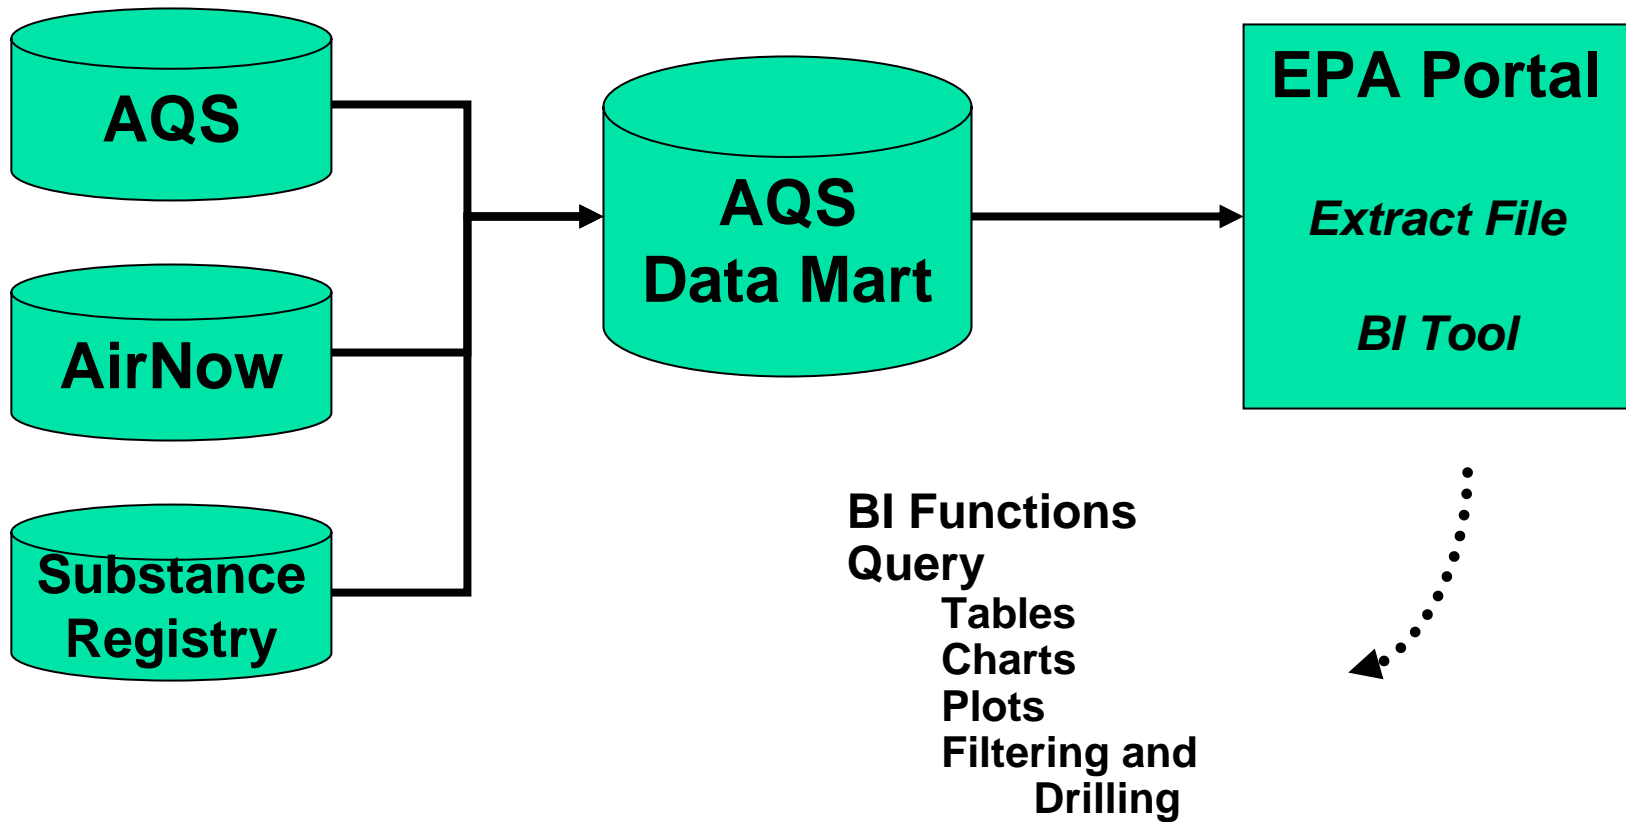 AQS
AirNow
Substance
Registry
AQS
Data Mart
EPA Portal
Extract File
BI Tool
BI Functions
Query
Tables
Charts
Plots
Filtering and
Drilling